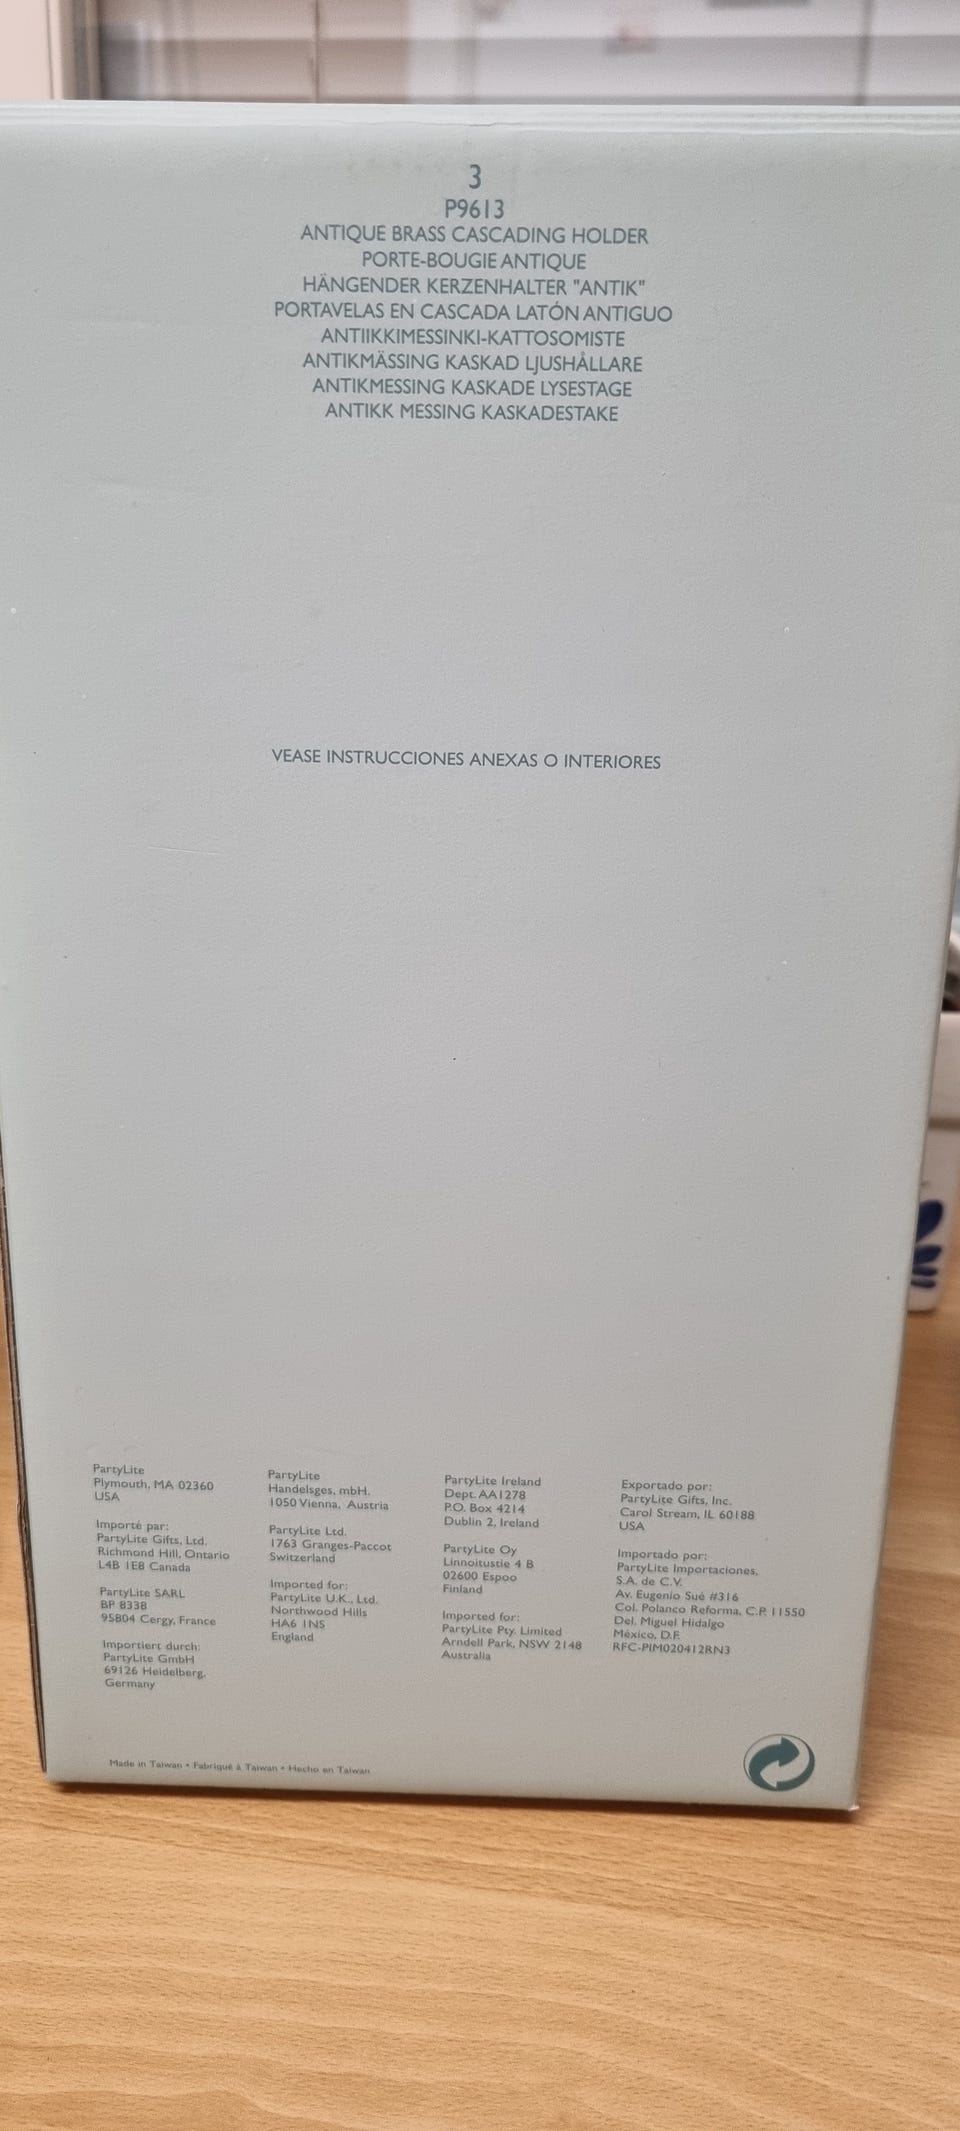 3
P9613
ANTIQUE BRASS CASCADING HOLDER
PORTE-BOUGIE ANTIQUE
HÄNGENDER KERZENHALTER "ANTIK"
PORTAVELAS EN CASCADA LATÓN ANTIGUO
ANTIIKKIMESSINKI-KATTOSOMISTE
ANTIKMÄSSING KASKAD LJUSHÅLLARE
ANTIKMESSING KASKADE LYSESTAGE
ANTIKK MESSING KASKADESTAKE
VEASE INSTRUCCIONES ANEXAS O INTERIORES
PartyLite
Plymouth, MA 02360
USA
Importé par:
PartyLite Gifts, Ltd.
Richmond Hill, Ontario
L4B 1E8 Canada
PartyLite SARL
BP 8338
95804 Cergy, France
Importiert durch:
PartyLite GmbH
69126 Heidelberg,
Germany
PartyLite
Handelsges, mbH.
1050 Vienna, Austria
PartyLite Ltd.
1763 Granges-Paccot
Switzerland
Imported for:
PartyLite U.K., Ltd.
Northwood Hills
HA6 1NS
England
PartyLite Ireland
Dept. AA1278
P.O. Box 4214
Dublin 2, Ireland
PartyLite Oy
Linnoitustie 4 B
02600 Espoo
Finland
Imported for:
PartyLite Pty. Limited
Arndell Park, NSW 2148
Australia
Exportado por:
PartyLite Gifts, Inc.
Carol Stream, IL 60188
USA
Importado por:
PartyLite Importaciones,
S.A. de C.V.
Av. Eugenio Sué #316
Col. Polanco Reforma, C.P. 11550
Del. Miguel Hidalgo
México, D.F.
RFC-PIM020412RN3
Made in Taiwan • Fabriqué à Taiwan • Hecho en Taiwan